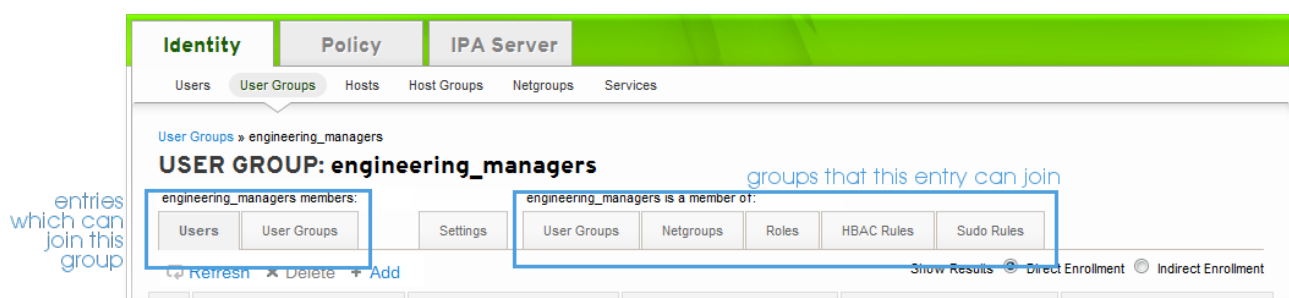 Identity Policy IPA Server
Users User Groups Hosts Host Groups Netgroups Services
User Groups » engineering_managers
USER GROUP: engineering_managers
groups that this entry can join
entries
which can
join this
group
engineering_managers members: engineering_managers is a member of:
Users User Groups Settings User Groups Netgroups Roles HBAC Rules Sudo Rules
Refresh Delete Add Show Results Direct Enrollment Indirect Enrollment